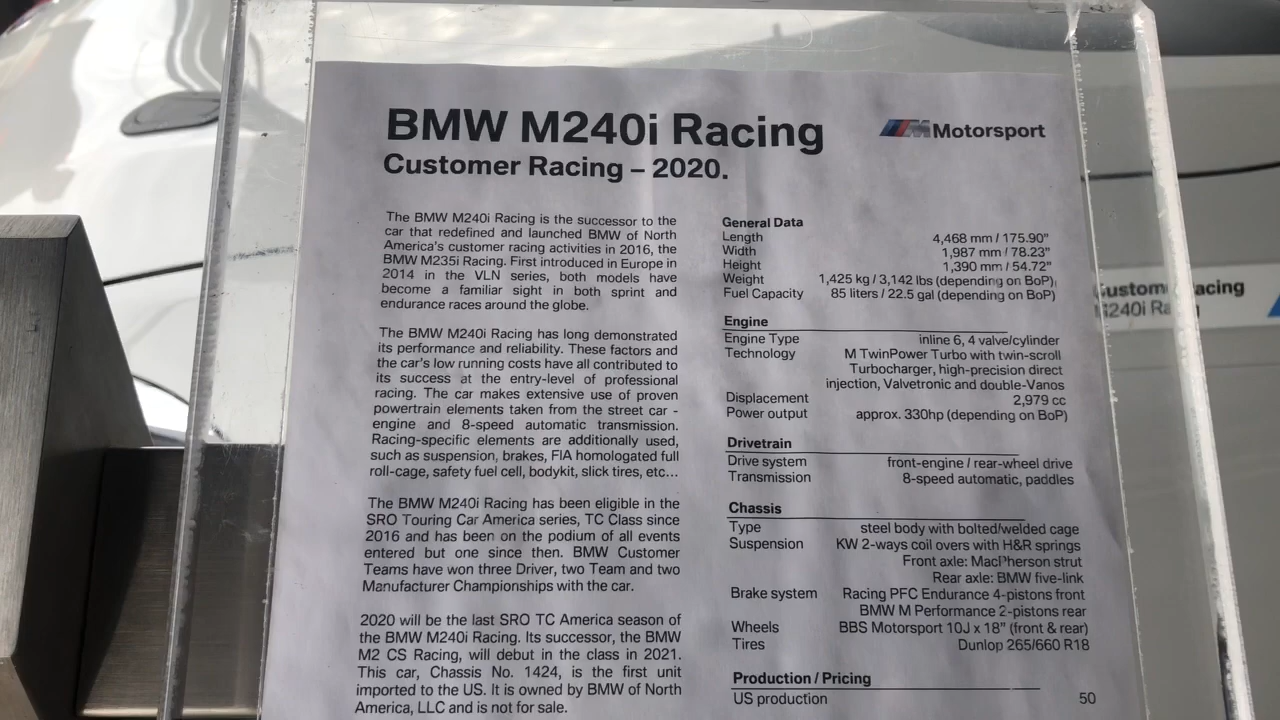 BMW M240i Racing
Customer Racing – 2020.
M Motorsport
The BMW M240i Racing is the successor to the
car that redefined and launched BMW of North
America's customer racing activities in 2016, the
BMW M235i Racing. First introduced in Europe in
2014 in the VLN series, both models have
become a familiar sight in both sprint and
endurance races around the globe.
The BMW M240i Racing has long demonstrated
its performance and reliability. These factors and
the car's low running costs have all contributed to
its success at the entry-level of professional
racing. The car makes extensive use of proven
powertrain elements taken from the street car -
engine and 8-speed automatic transmission.
Racing-specific elements are additionally used,
such as suspension, brakes, FIA homologated full
roll-cage, safety fuel cell, bodykit, slick tires, etc...
The BMW M240i Racing has been eligible in the
SRO Touring Car America series, TC Class since
2016 and has been on the podium of all events
entered but one since then. BMW Customer
Teams have won three Driver, two Team and two
Manufacturer Championships with the car.
2020 will be the last SRO TC America season of
the BMW M240i Racing. Its successor, the BMW
M2 CS Racing, will debut in the class in 2021.
This car, Chassis No. 1424, is the first unit
imported to the US. It is owned by BMW of North
America, LLC and is not for sale.
General Data
Length 4,468 mm / 175.90"
Width 1,987 mm / 78.23"
Height 1,390 mm / 54.72"
Weight 1,425 kg / 3,142 lbs (depending on BoP)
Fuel Capacity 85 liters / 22.5 gal (depending on BoP)
Engine
Engine Type inline 6, 4 valve/cylinder
Technology M TwinPower Turbo with twin-scroll
Turbocharger, high-precision direct
injection, Valvetronic and double-Vanos
Displacement 2,979 cc
Power output approx. 330hp (depending on BoP)
Drivetrain
Drive system front-engine / rear-wheel drive
Transmission 8-speed automatic, paddles
Chassis
Type steel body with bolted/welded cage
Suspension KW 2-ways coil overs with H&R springs
Front axle: MacPherson strut
Rear axle: BMW five-link
Brake system Racing PFC Endurance 4-pistons front
BMW M Performance 2-pistons rear
Wheels BBS Motorsport 10J x 18" (front & rear)
Tires Dunlop 265/660 R18
Production / Pricing
US production 50
Custom Racing
M240i